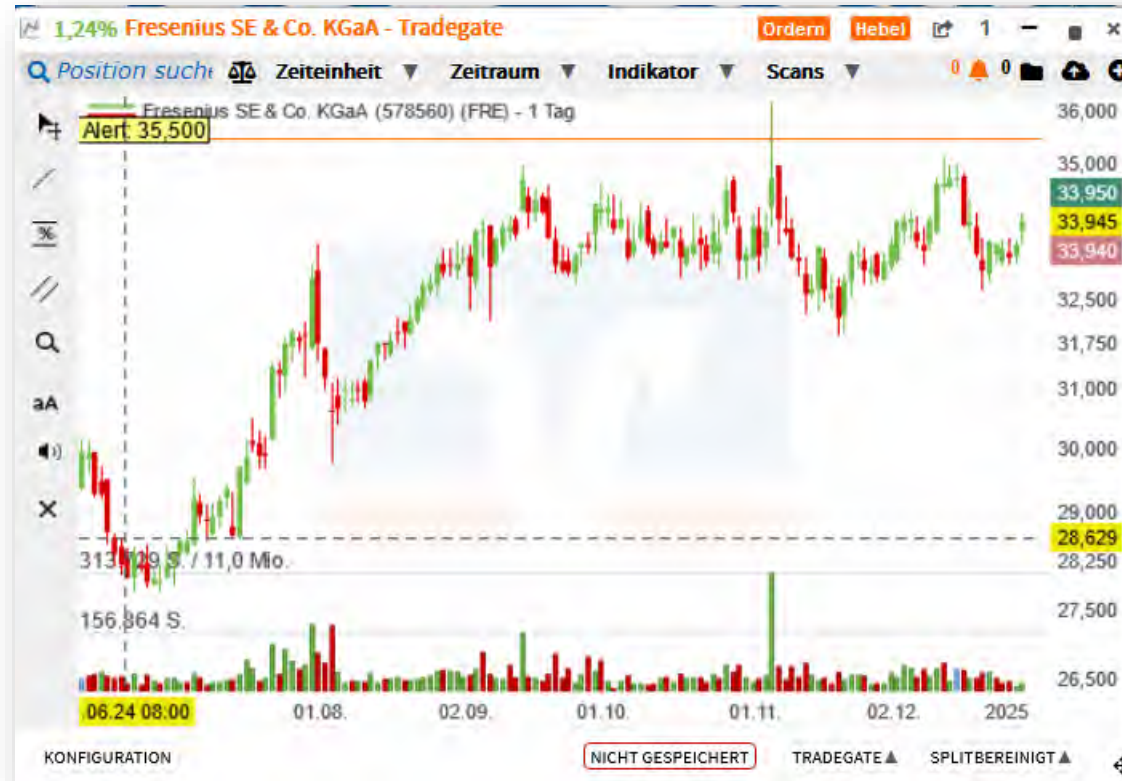 1,24% Fresenius SE & Co. KGaA - Tradegate Ordern Hebel 1
Position suche Zeiteinheit Zeitraum Indikator Scans 0 0
Fresenius SE & Co. KGaA (578560) (FRE) - 1 Tag
Alert: 35,500
36,000
35,000
33,950
33,945
33,940
32,500
31,750
31,000
30,000
29,000
28,629
28,250
27,500
26,500
%
aA
313.729 S. / 11,0 Mio.
156.864 S.
.06.24 08:00 01.08. 02.09. 01.10. 01.11. 02.12. 2025
KONFIGURATION NICHT GESPEICHERT TRADEGATE SPLITBEREINIGT